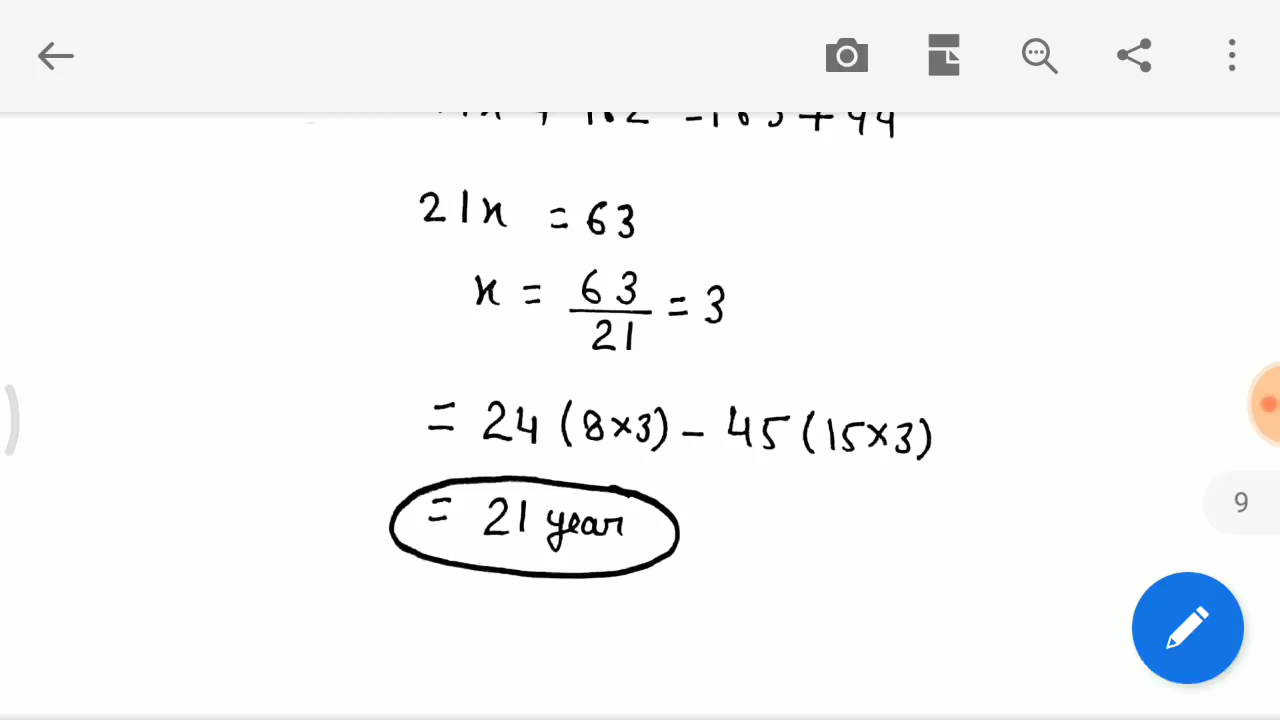 21x = 63
x = 63/21 = 3
= 24 (8×3) - 45 (15×3)
= 21 year
9